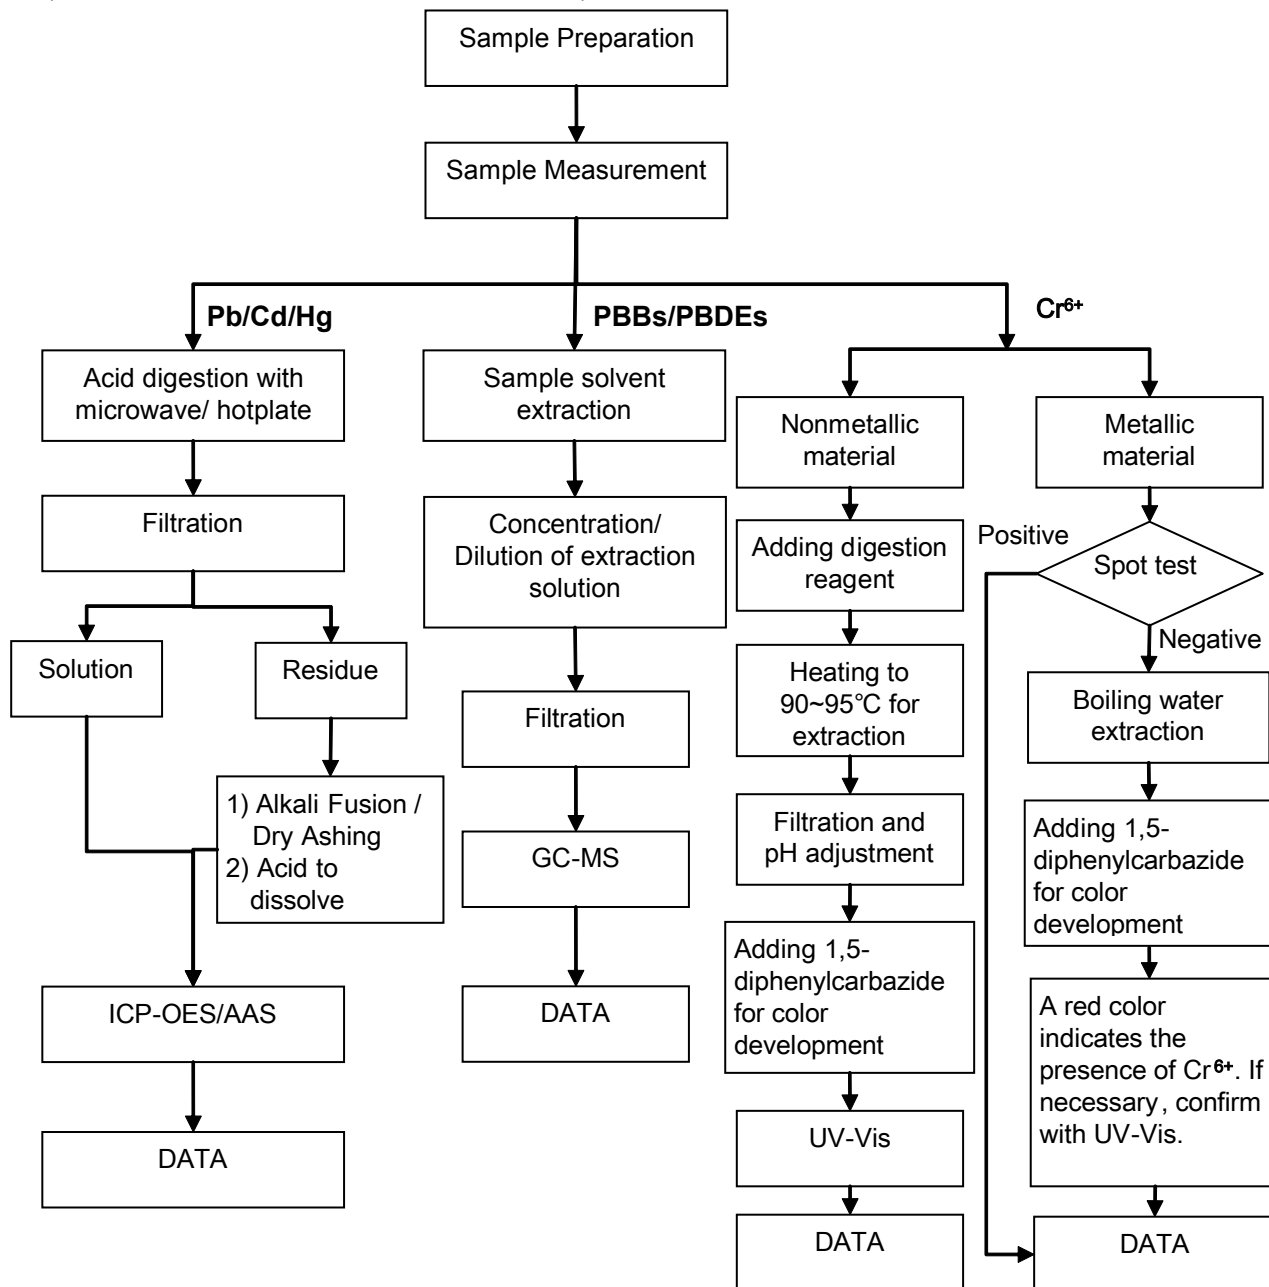 Sample Preparation
Sample Measurement
Pb/Cd/Hg
PBBs/PBDEs
Cr⁶⁺
Acid digestion with
microwave/ hotplate
Filtration
Solution
Residue
1) Alkali Fusion /
Dry Ashing
2) Acid to
dissolve
ICP-OES/AAS
DATA
Sample solvent
extraction
Concentration/
Dilution of extraction
solution
Filtration
GC-MS
DATA
Nonmetallic
material
Adding digestion
reagent
Heating to
90~95℃ for
extraction
Filtration and
pH adjustment
Adding 1,5-
diphenylcarbazide
for color
development
UV-Vis
DATA
Metallic
material
Spot test
Positive
Negative
Boiling water
extraction
Adding 1,5-
diphenylcarbazide
for color
development
A red color
indicates the
presence of Cr⁶⁺. If
necessary, confirm
with UV-Vis.
DATA